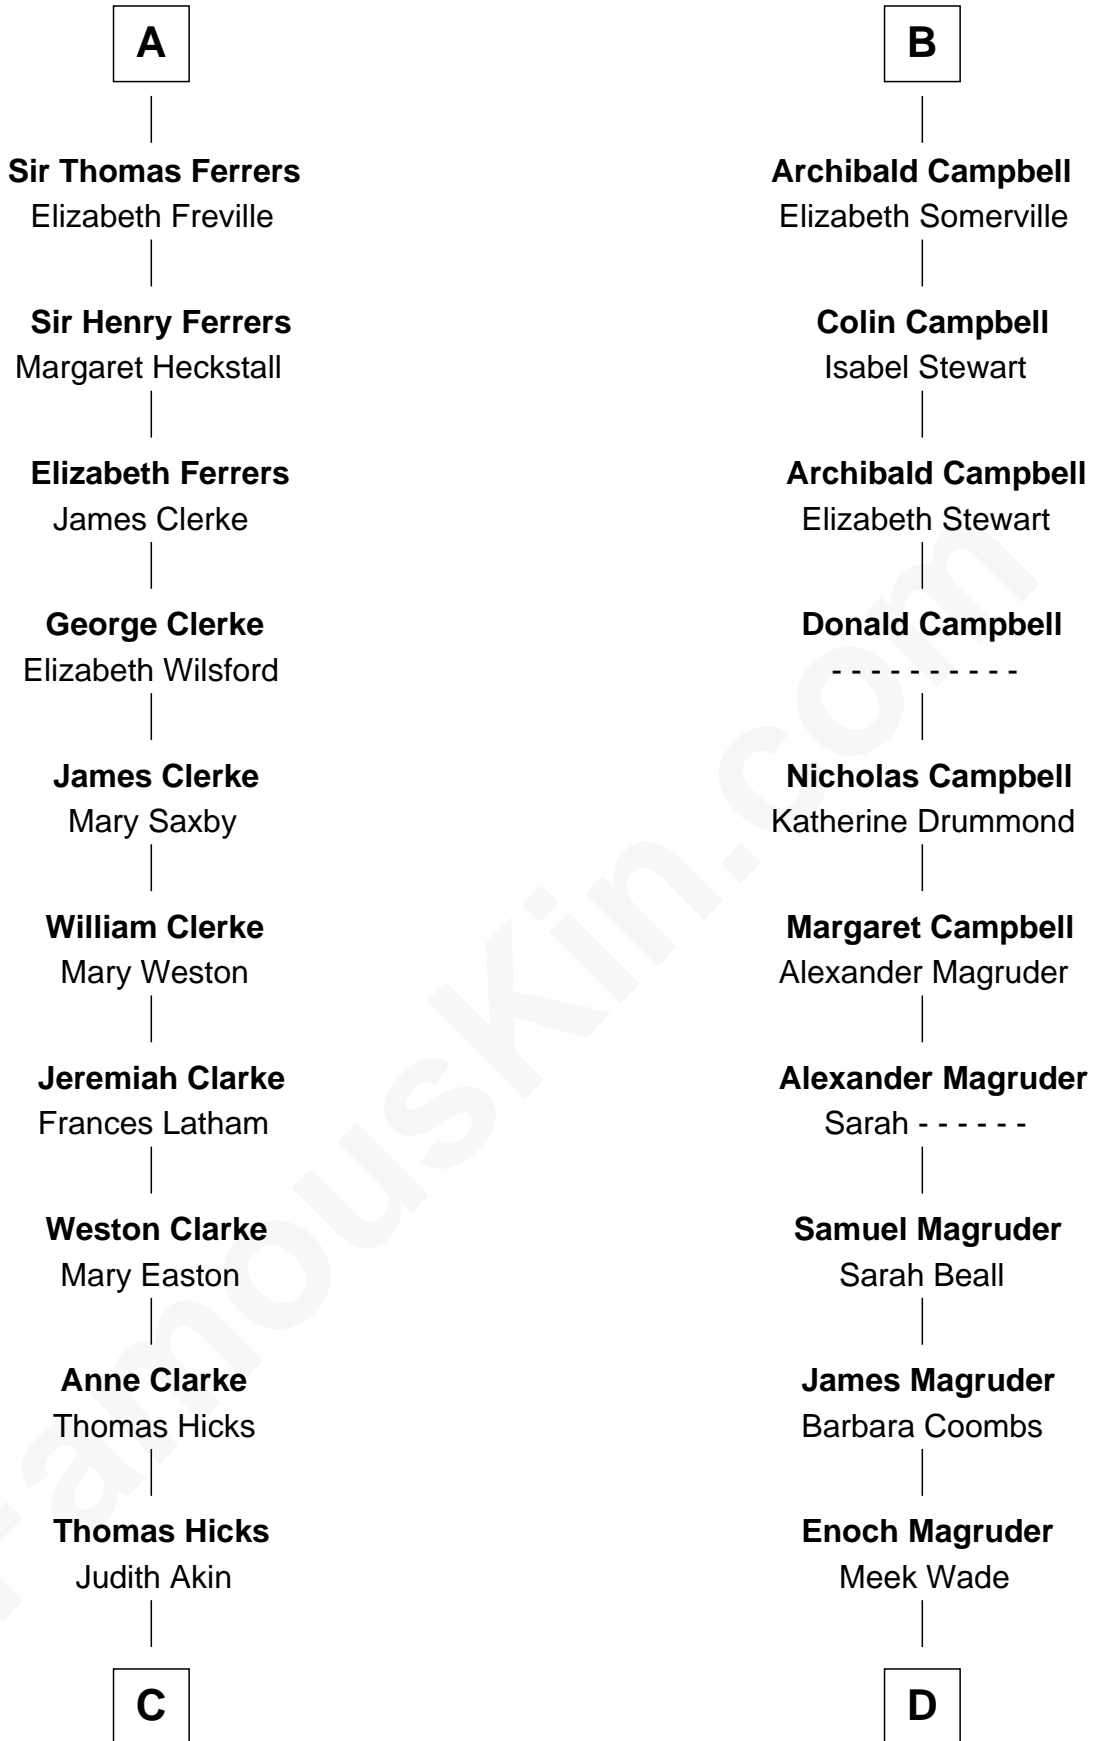 A
Sir Thomas Ferrers
Elizabeth Freville
Sir Henry Ferrers
Margaret Heckstall
Elizabeth Ferrers
James Clerke
George Clerke
Elizabeth Wilsford
James Clerke
Mary Saxby
William Clerke
Mary Weston
Jeremiah Clarke
Frances Latham
Weston Clarke
Mary Easton
Anne Clarke
Thomas Hicks
Thomas Hicks
Judith Akin
C
B
Archibald Campbell
Elizabeth Somerville
Colin Campbell
Isabel Stewart
Archibald Campbell
Elizabeth Stewart
Donald Campbell
- - - - - - - - - -
Nicholas Campbell
Katherine Drummond
Margaret Campbell
Alexander Magruder
Alexander Magruder
Sarah - - - - - -
Samuel Magruder
Sarah Beall
James Magruder
Barbara Coombs
Enoch Magruder
Meek Wade
D
FamousKin.com